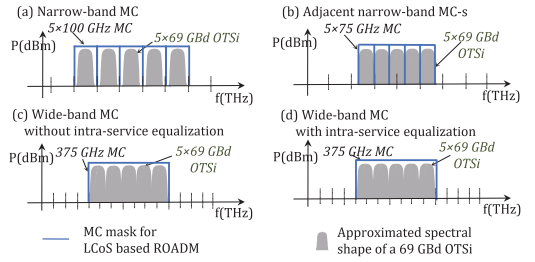 (a) Narrow-band MC
5×100 GHz MC
P(dBm)
5×69 GBd OTSi
f(THz)
(b) Adjacent narrow-band MC-s
5×75 GHz MC
P(dBm)
5×69 GBd
OTSi
f(THz)
(c) Wide-band MC
without intra-service equalization
P(dBm)
375 GHz MC
5×69 GBd
OTSi
f(THz)
(d) Wide-band MC
with intra-service equalization
P(dBm)
375 GHz MC
5×69 GBd
OTSi
f(THz)
MC mask for
LCoS based ROADM
Approximated spectral
shape of a 69 GBd OTSi